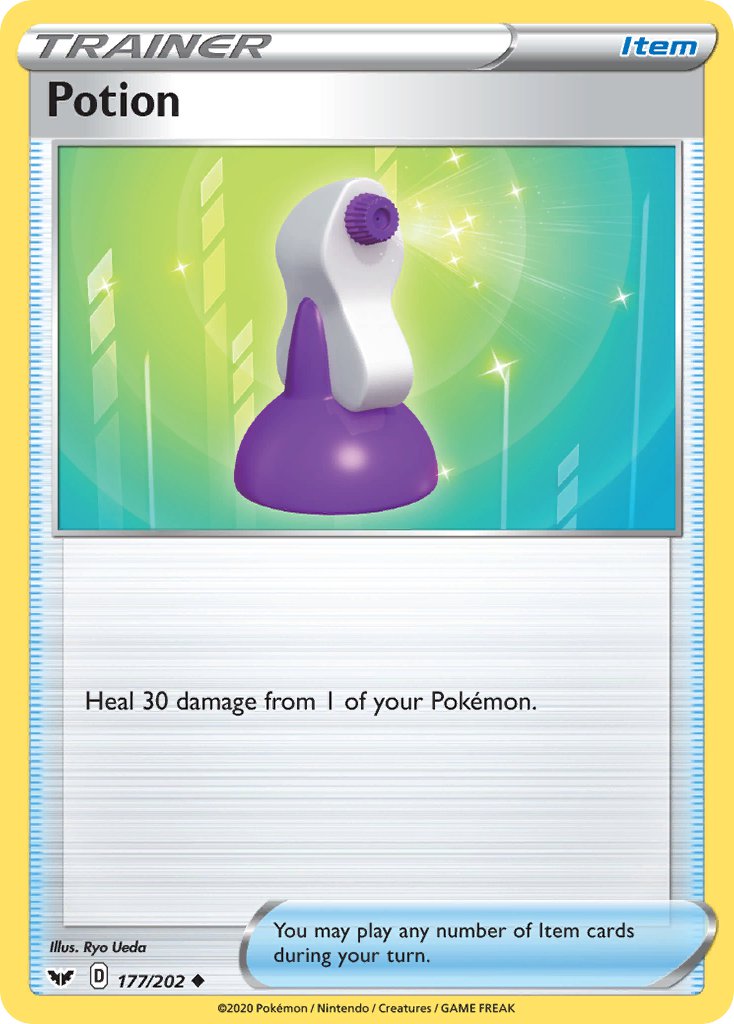 TRAINER Item
Potion
Heal 30 damage from 1 of your Pokémon.
You may play any number of Item cards
during your turn.
Illus. Ryo Ueda
D 177/202
©2020 Pokémon / Nintendo / Creatures / GAME FREAK